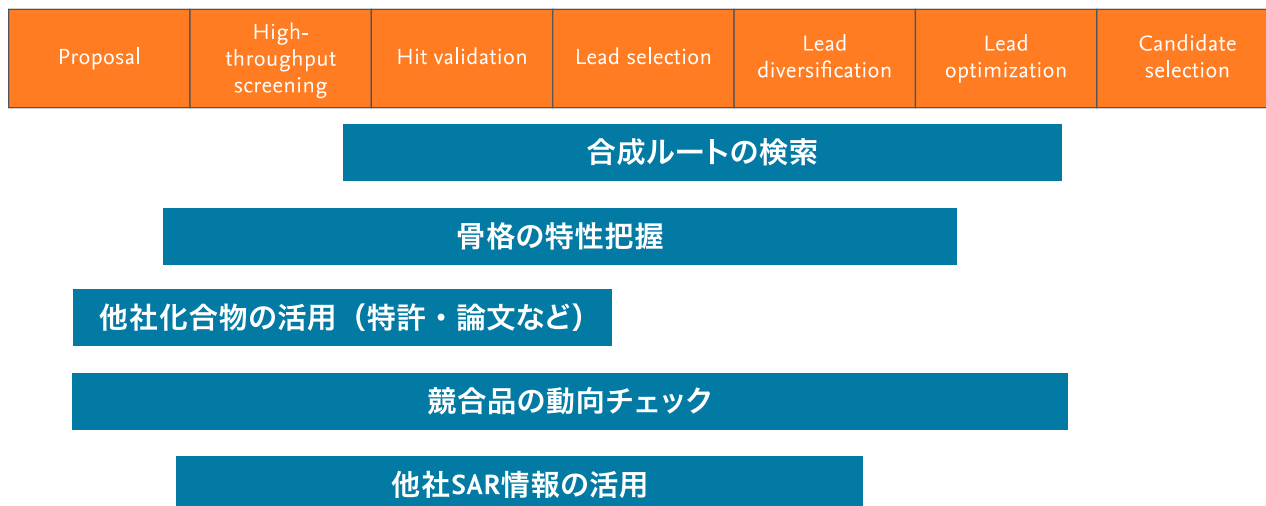 Proposal
High-
throughput
screening
Hit validation
Lead selection
Lead
diversification
Lead
optimization
Candidate
selection
合成ルートの検索
骨格の特性把握
他社化合物の活用（特許・論文など）
競合品の動向チェック
他社SAR情報の活用